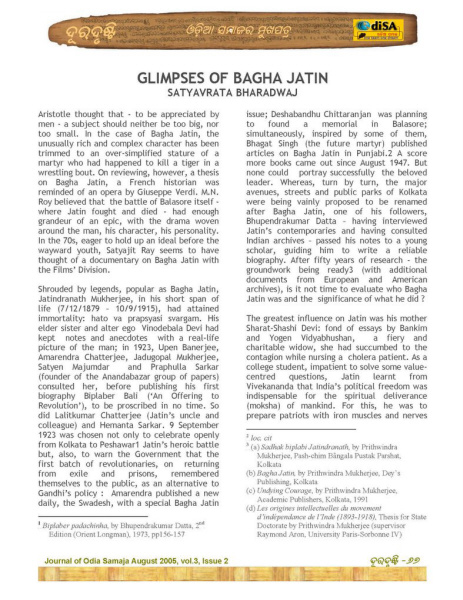 ଦୂରଦୃଷ୍ଟି
ଓଡ଼ିଆ ସମାଜର ମୁଖପତ୍ର
diSA
GLIMPSES OF BAGHA JATIN
SATYAVRATA BHARADWAJ
Aristotle thought that - to be appreciated by
men - a subject should neither be too big, nor
too small. In the case of Bagha Jatin, the
unusually rich and complex character has been
trimmed to an over-simplified stature of a
martyr who had happened to kill a tiger in a
wrestling bout. On reviewing, however, a thesis
on Bagha Jatin, a French historian was
reminded of an opera by Giuseppe Verdi. M.N.
Roy believed that the battle of Balasore itself -
where Jatin fought and died - had enough
grandeur of an epic, with the drama woven
around the man, his character, his personality.
In the 70s, eager to hold up an ideal before the
wayward youth, Satyajit Ray seems to have
thought of a documentary on Bagha Jatin with
the Films' Division.
Shrouded by legends, popular as Bagha Jatin,
Jatindranath Mukherjee, in his short span of
life (7/12/1879 – 10/9/1915), had attained
immortality: hato va prapsyasi svargam. His
elder sister and alter ego Vinodebala Devi had
kept notes and anecdotes with a real-life
picture of the man; in 1923, Upen Banerjee,
Amarendra Chatterjee, Jadugopal Mukherjee,
Satyen Majumdar and Praphulla Sarkar
(founder of the Anandabazar group of papers)
consulted her, before publishing his first
biography Biplaber Bali ('An Offering to
Revolution'), to be proscribed in no time. So
did Lalitkumar Chatterjee (Jatin's uncle and
colleague) and Hemanta Sarkar. 9 September
1923 was chosen not only to celebrate openly
from Kolkata to Peshawar1 Jatin's heroic battle
but, also, to warn the Government that the
first batch of revolutionaries, on returning
from exile and prisons, remembered
themselves to the public, as an alternative to
Gandhi's policy : Amarendra published a new
daily, the Swadesh, with a special Bagha Jatin
1 Biplaber padachinha, by Bhupendrakumar Datta, 2nd
Edition (Orient Longman), 1973, pp156-157
issue; Deshabandhu Chittaranjan was planning
to found a memorial in Balasore;
simultaneously, inspired by some of them,
Bhagat Singh (the future martyr) published
articles on Bagha Jatin in Punjabi.2 A score
more books came out since August 1947. But
none could portray successfully the beloved
leader. Whereas, turn by turn, the major
avenues, streets and public parks of Kolkata
were being vainly proposed to be renamed
after Bagha Jatin, one of his followers,
Bhupendrakumar Datta - having interviewed
Jatin's contemporaries and having consulted
Indian archives - passed his notes to a young
scholar, guiding him to write a reliable
biography. After fifty years of research - the
groundwork being ready3 (with additional
documents from European and American
archives), is it not time to evaluate who Bagha
Jatin was and the significance of what he did ?
The greatest influence on Jatin was his mother
Sharat-Shashi Devi: fond of essays by Bankim
and Yogen Vidyabhushan, a fiery and
charitable widow, she had succumbed to the
contagion while nursing a cholera patient. As a
college student, impatient to solve some value-
centred questions, Jatin learnt from
Vivekananda that India's political freedom was
indispensable for the spiritual deliverance
(moksha) of mankind. For this, he was to
prepare patriots with iron muscles and nerves
2 loc. cit
3 (a) Sadhak biplabi Jatindranath, by Prithwindra
Mukherjee, Pash-chim Bângala Pustak Parshat,
Kolkata
(b) Bagha Jatin, by Prithwindra Mukherjee, Dey's
Publishing, Kolkata
(c) Undying Courage, by Prithwindra Mukherjee,
Academic Publishers, Kolkata, 1991
(d) Les origines intellectuelles du mouvement
d'indépendance de l'Inde (1893-1918), Thesis for State
Doctorate by Prithwindra Mukherjee (supervisor
Raymond Aron, University Paris-Sorbonne IV)
Journal of Odia Samaja August 2005, vol.3, Issue 2
ଦୂରଦୃଷ୍ଟି -୨୨